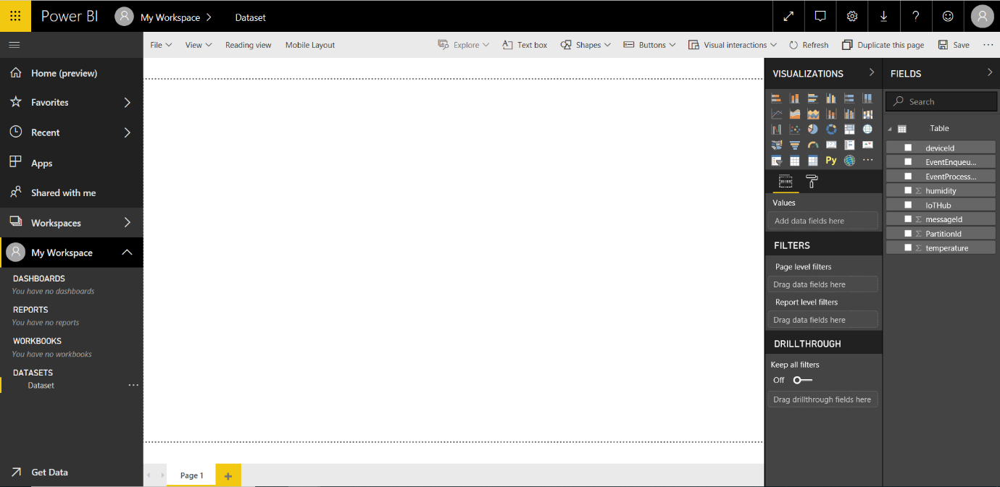 Power BI
My Workspace
Dataset
File
View
Reading view
Mobile Layout
Explore
Text box
Shapes
Buttons
Visual interactions
Refresh
Duplicate this page
Save
Home (preview)
Favorites
Recent
Apps
Shared with me
Workspaces
My Workspace
DASHBOARDS
You have no dashboards
REPORTS
You have no reports
WORKBOOKS
You have no workbooks
DATASETS
Dataset
Get Data
Page 1
VISUALIZATIONS
Py
Values
Add data fields here
FILTERS
Page level filters
Drag data fields here
Report level filters
Drag data fields here
DRILLTHROUGH
Keep all filters
Off
Drag drillthrough fields here
FIELDS
Search
Table
deviceId
EventEnqueu...
EventProcess...
Σ humidity
IoTHub
Σ messageId
Σ PartitionId
Σ temperature